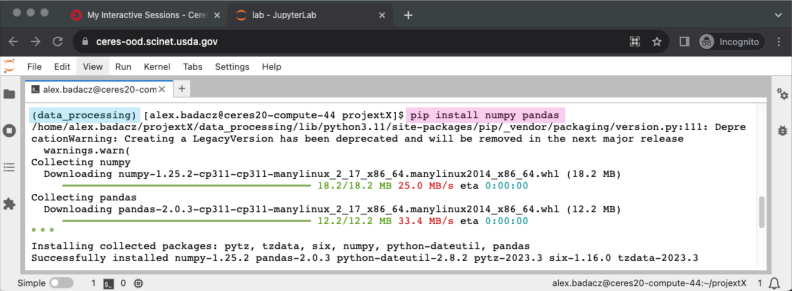 My Interactive Sessions - Ceres
lab - JupyterLab
ceres-ood.scinet.usda.gov
Incognito
File Edit View Run Kernel Tabs Settings Help
alex.badacz@ceres20-com
(data_processing) [alex.badacz@ceres20-compute-44 projextX]$ pip install numpy pandas
/home/alex.badacz/projextX/data_processing/lib/python3.11/site-packages/pip/_vendor/packaging/version.py:111: Depre
cationWarning: Creating a LegacyVersion has been deprecated and will be removed in the next major release
warnings.warn(
Collecting numpy
Downloading numpy-1.25.2-cp311-cp311-manylinux_2_17_x86_64.manylinux2014_x86_64.whl (18.2 MB)
18.2/18.2 MB 25.0 MB/s eta 0:00:00
Collecting pandas
Downloading pandas-2.0.3-cp311-cp311-manylinux_2_17_x86_64.manylinux2014_x86_64.whl (12.2 MB)
12.2/12.2 MB 33.4 MB/s eta 0:00:00
Installing collected packages: pytz, tzdata, six, numpy, python-dateutil, pandas
Successfully installed numpy-1.25.2 pandas-2.0.3 python-dateutil-2.8.2 pytz-2023.3 six-1.16.0 tzdata-2023.3
Simple 1 0 alex.badacz@ceres20-compute-44:~/projextX 1